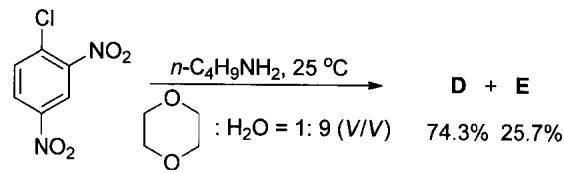 Cl
NO2
NO2
n-C4H9NH2, 25 °C
O
O
: H2O = 1: 9 (V/V)
D + E
74.3% 25.7%